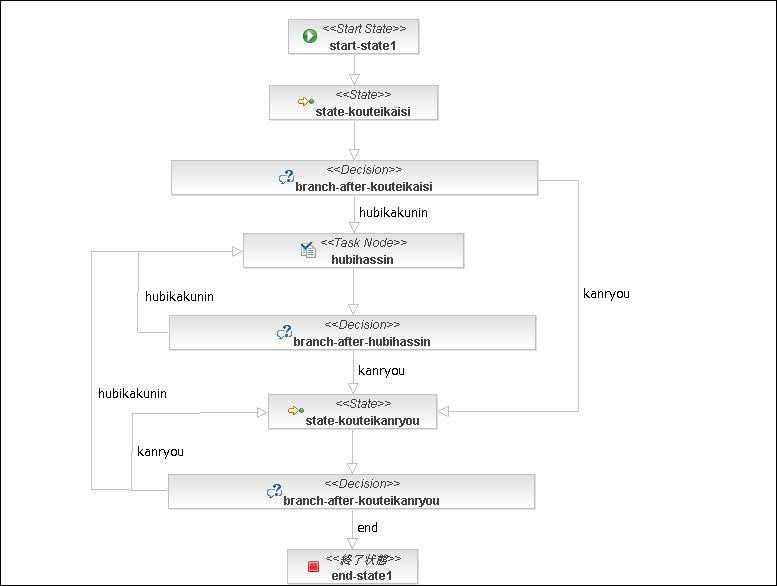 <<Start State>>
start-state1
<<State>>
state-kouteikaisi
<<Decision>>
branch-after-kouteikaisi
hubikakunin
<<Task Node>>
hubihassin
hubikakunin
kanryou
<<Decision>>
branch-after-hubihassin
kanryou
hubikakunin
<<State>>
state-kouteikanryou
kanryou
<<Decision>>
branch-after-kouteikanryou
end
<<終了状態>>
end-state1